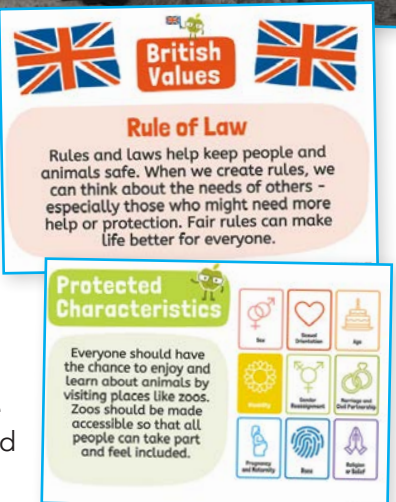 British
Values
Rule of Law
Rules and laws help keep people and
animals safe. When we create rules, we
can think about the needs of others -
especially those who might need more
help or protection. Fair rules can make
life better for everyone.
Protected
Characteristics
Everyone should have
the chance to enjoy and
learn about animals by
visiting places like zoos.
Zoos should be made
accessible so that all
people can take part
and feel included.
Sex
Sexual
Orientation
Age
Disability
Gender
Reassignment
Marriage and
Civil Partnership
Pregnancy
and Maternity
Race
Religion
or Belief